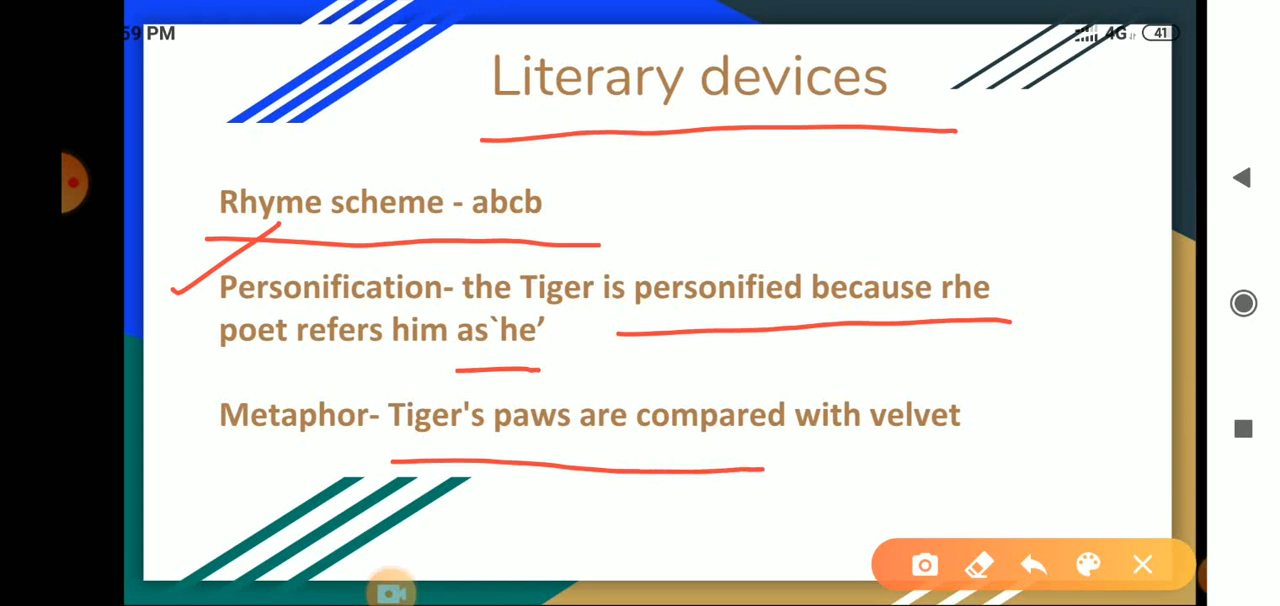 59 PM
4G
41
Literary devices
Rhyme scheme - abcb
Personification- the Tiger is personified because rhe
poet refers him as`he’
Metaphor- Tiger's paws are compared with velvet